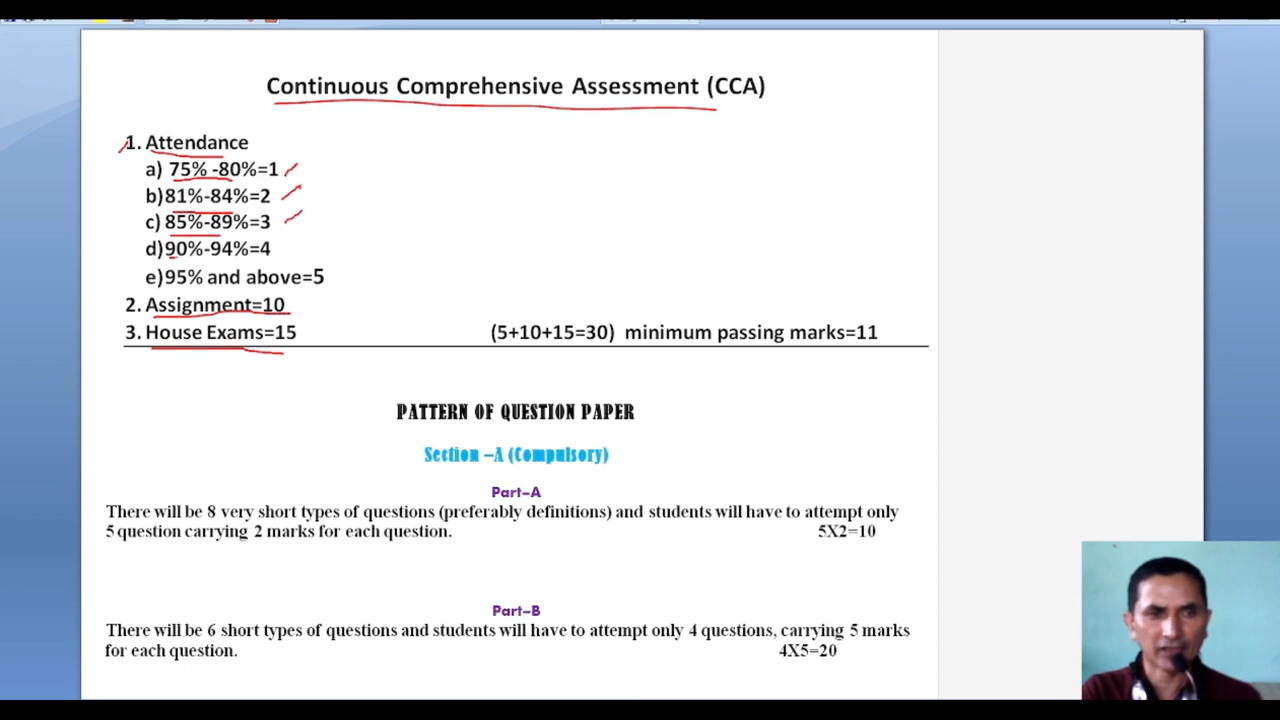 Continuous Comprehensive Assessment (CCA)
1. Attendance
a) 75% -80%=1
b)81%-84%=2
c) 85%-89%=3
d)90%-94%=4
e)95% and above=5
2. Assignment=10
3. House Exams=15 (5+10+15=30) minimum passing marks=11
PATTERN OF QUESTION PAPER
Section –A (Compulsory)
Part–A
There will be 8 very short types of questions (preferably definitions) and students will have to attempt only
5 question carrying 2 marks for each question. 5X2=10
Part–B
There will be 6 short types of questions and students will have to attempt only 4 questions, carrying 5 marks
for each question. 4X5=20